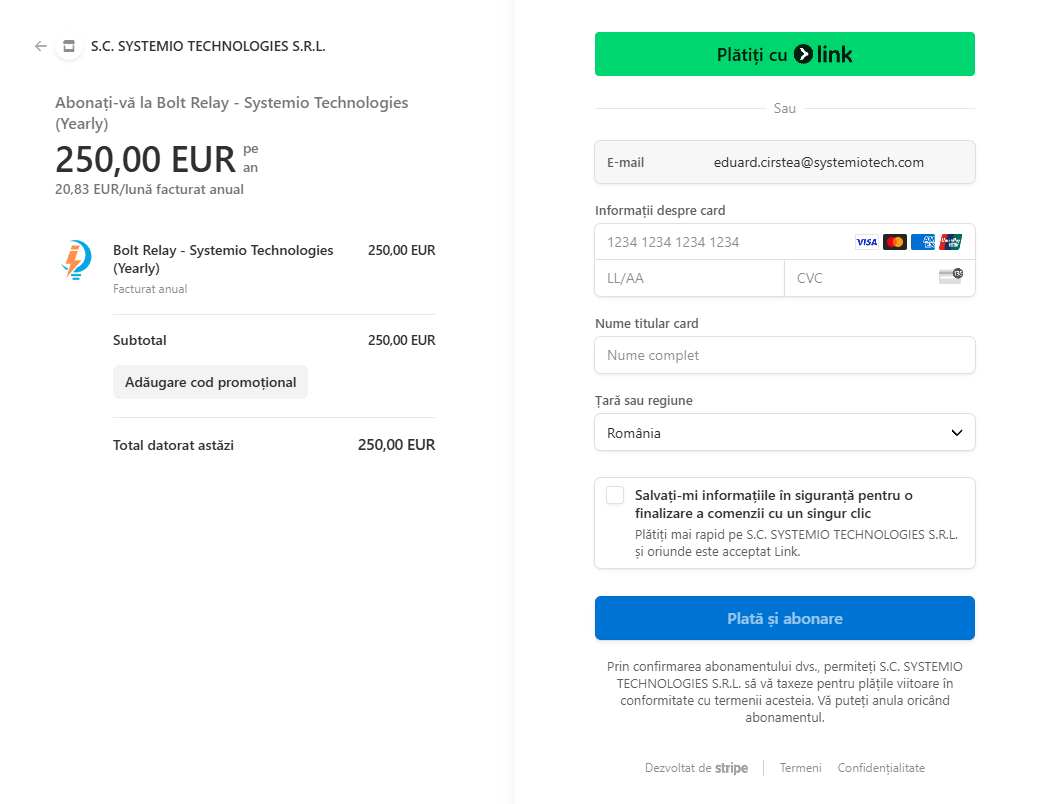 S.C. SYSTEMIO TECHNOLOGIES S.R.L.
Abonați-vă la Bolt Relay - Systemio Technologies
(Yearly)
250,00 EUR pe
an
20,83 EUR/lună facturat anual
Bolt Relay - Systemio Technologies 250,00 EUR
(Yearly)
Facturat anual
Subtotal 250,00 EUR
Adăugare cod promoțional
Total datorat astăzi 250,00 EUR
Plătiți cu link
Sau
E-mail eduard.cirstea@systemiotech.com
Informații despre card
1234 1234 1234 1234 VISA
LL/AA CVC
Nume titular card
Nume complet
Țară sau regiune
România
Salvați-mi informațiile în siguranță pentru o
finalizare a comenzii cu un singur clic
Plătiți mai rapid pe S.C. SYSTEMIO TECHNOLOGIES S.R.L.
și oriunde este acceptat Link.
Plată și abonare
Prin confirmarea abonamentului dvs., permiteți S.C. SYSTEMIO
TECHNOLOGIES S.R.L. să vă taxeze pentru plățile viitoare în
conformitate cu termenii acesteia. Vă puteți anula oricând
abonamentul.
Dezvoltat de stripe Termeni Confidențialitate